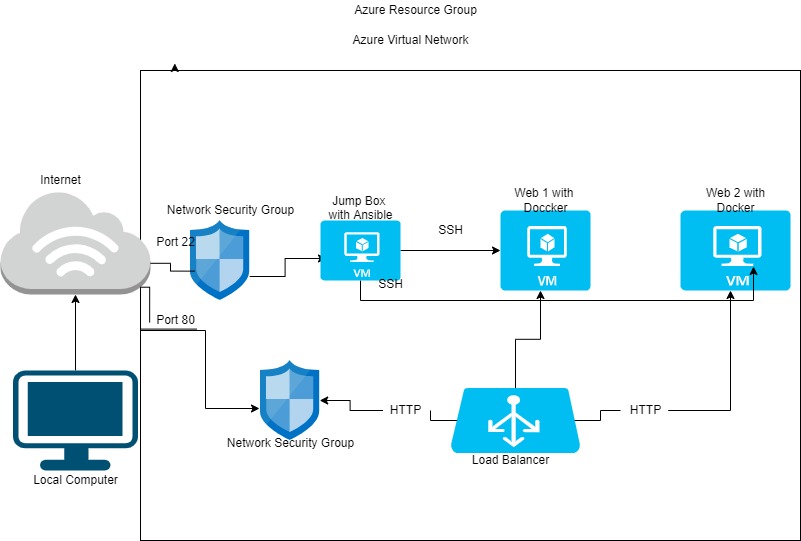 Azure Resource Group
Azure Virtual Network
Internet
Network Security Group
Jump Box
with Ansible
Web 1 with
Doccker
Web 2 with
Docker
Port 22
SSH
VM
VM
VM
SSH
Port 80
HTTP
HTTP
Network Security Group
Load Balancer
Local Computer